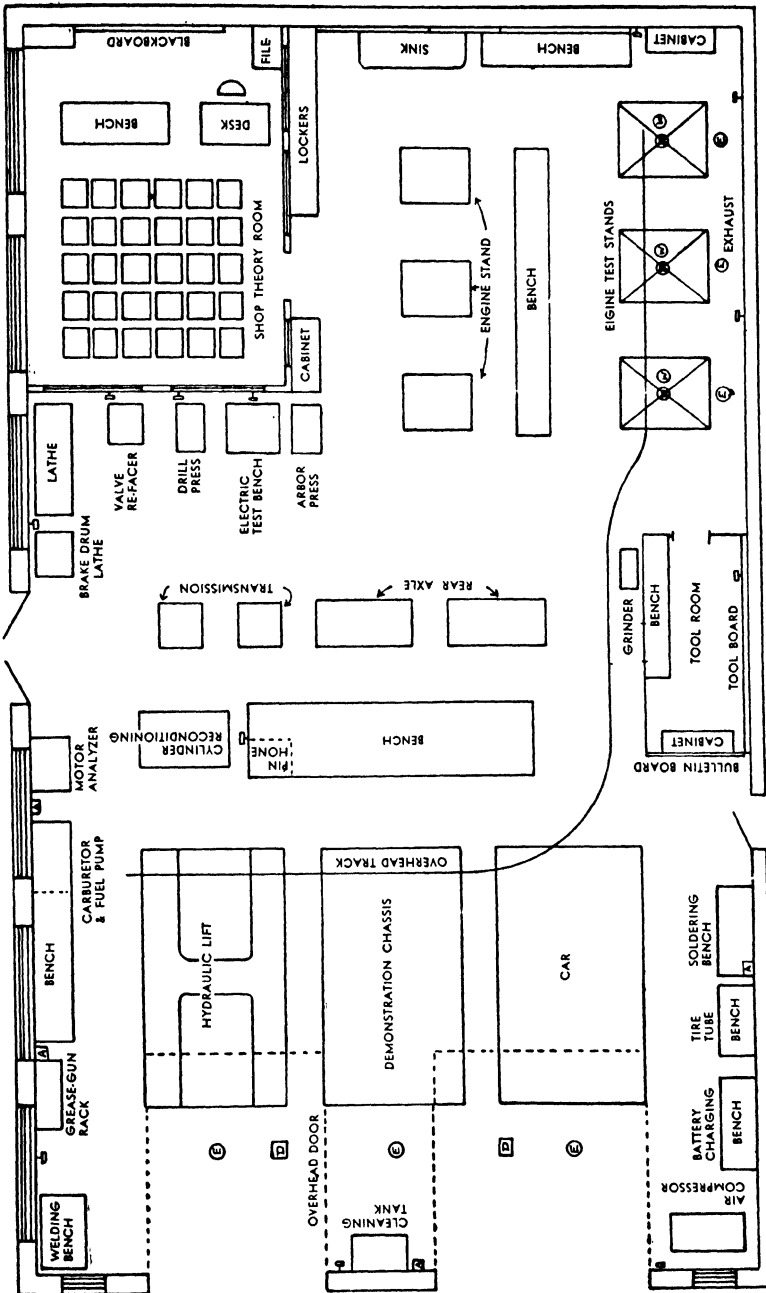 BLACKBOARD
FILE
BENCH
DESK
LOCKERS
SHOP THEORY ROOM
CABINET
SINK
BENCH
CABINET
ENGINE STAND
BENCH
EIGINE TEST STANDS
M
M
E
M
M
E
M
M
E
EXHAUST
LATHE
BRAKE DRUM
LATHE
VALVE
RE-FACER
DRILL
PRESS
ELECTRIC
TEST BENCH
ARBOR
PRESS
TRANSMISSION
REAR AXLE
GRINDER
BENCH
TOOL ROOM
TOOL BOARD
CABINET
BULLETIN BOARD
CYLINDER
RECONDITIONING
PIN
HONE
BENCH
MOTOR
ANALYZER
A
CARBURETOR
& FUEL PUMP
BENCH
A
GREASE-GUN
RACK
WELDING
BENCH
HYDRAULIC LIFT
OVERHEAD TRACK
DEMONSTRATION CHASSIS
CAR
OVERHEAD DOOR
E
D
E
D
E
CLEANING
TANK
A
SOLDERING
BENCH
A
TIRE
TUBE
BENCH
BATTERY
CHARGING
BENCH
AIR
COMPRESSOR